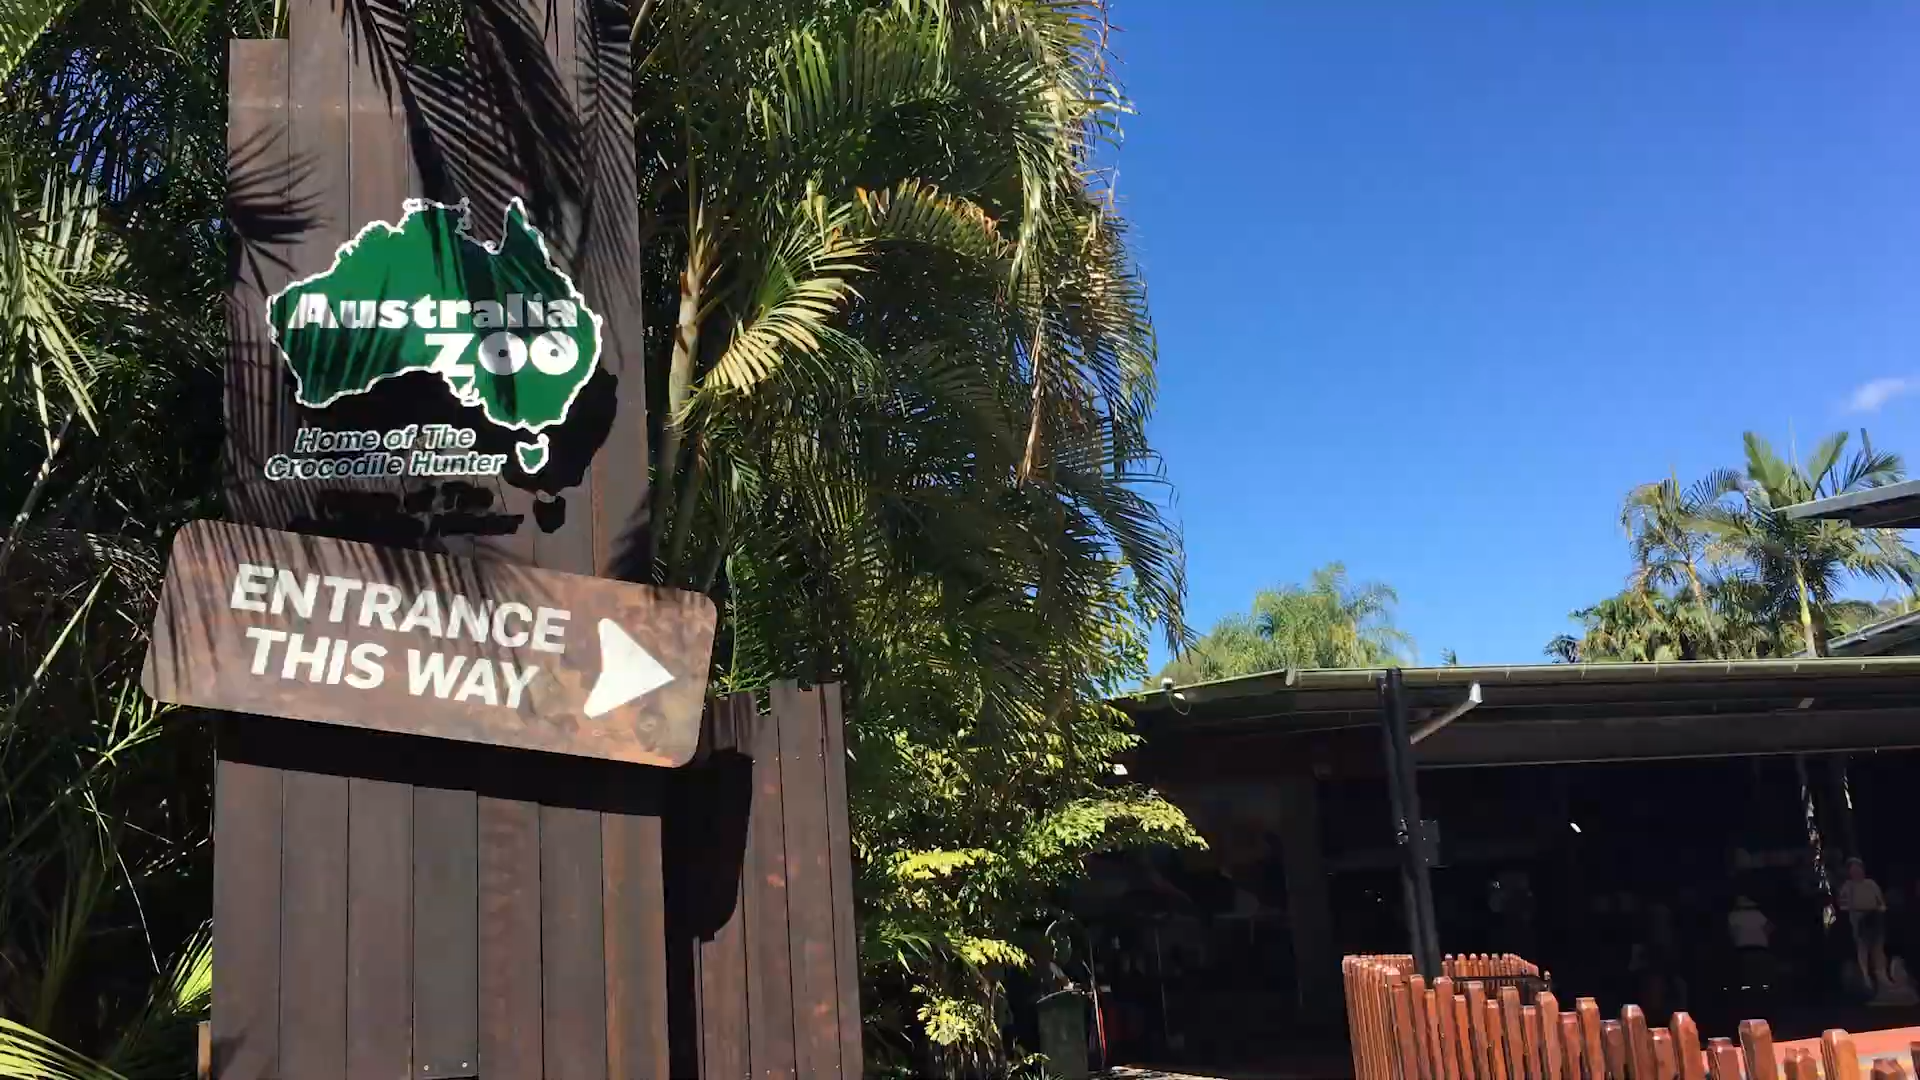 Australia
ZOO
Home of The
Crocodile Hunter
ENTRANCE
THIS WAY